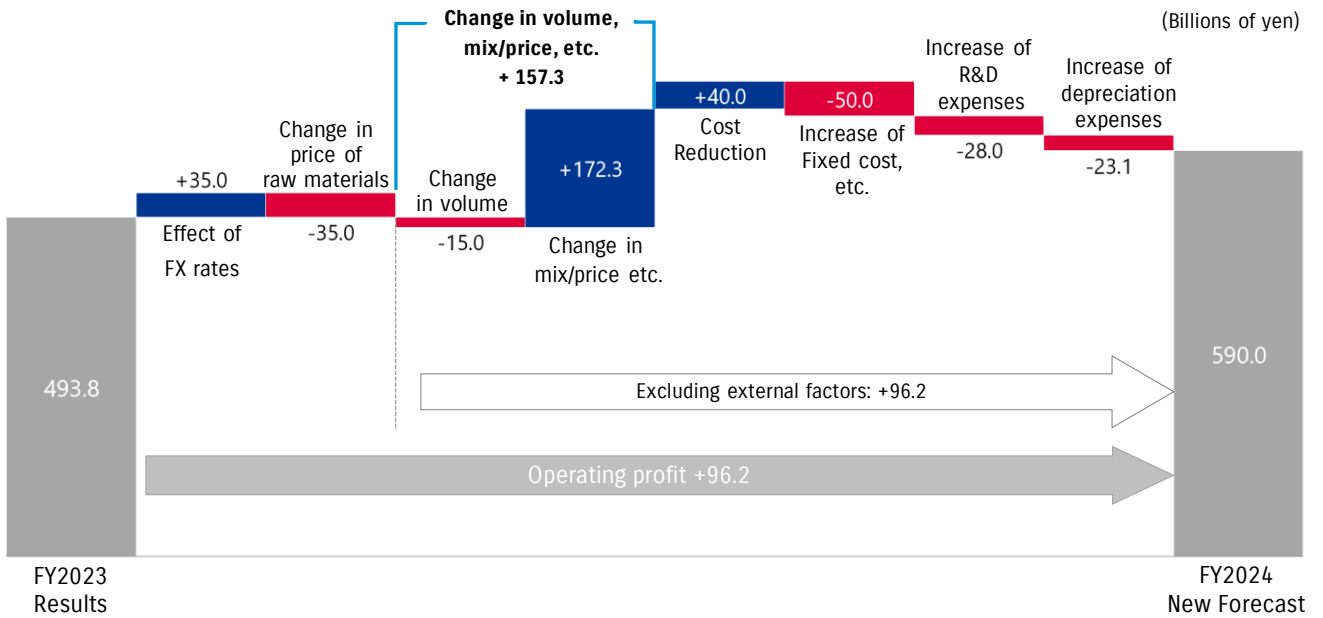 (Billions of yen)
Change in volume,
mix/price, etc.
+ 157.3
+35.0
Effect of
FX rates
Change in
price of
raw materials
-35.0
Change
in volume
-15.0
+172.3
Change in
mix/price etc.
+40.0
Cost
Reduction
-50.0
Increase of
Fixed cost,
etc.
Increase of
R&D
expenses
-28.0
Increase of
depreciation
expenses
-23.1
493.8
590.0
Excluding external factors: +96.2
Operating profit +96.2
FY2023
Results
FY2024
New Forecast